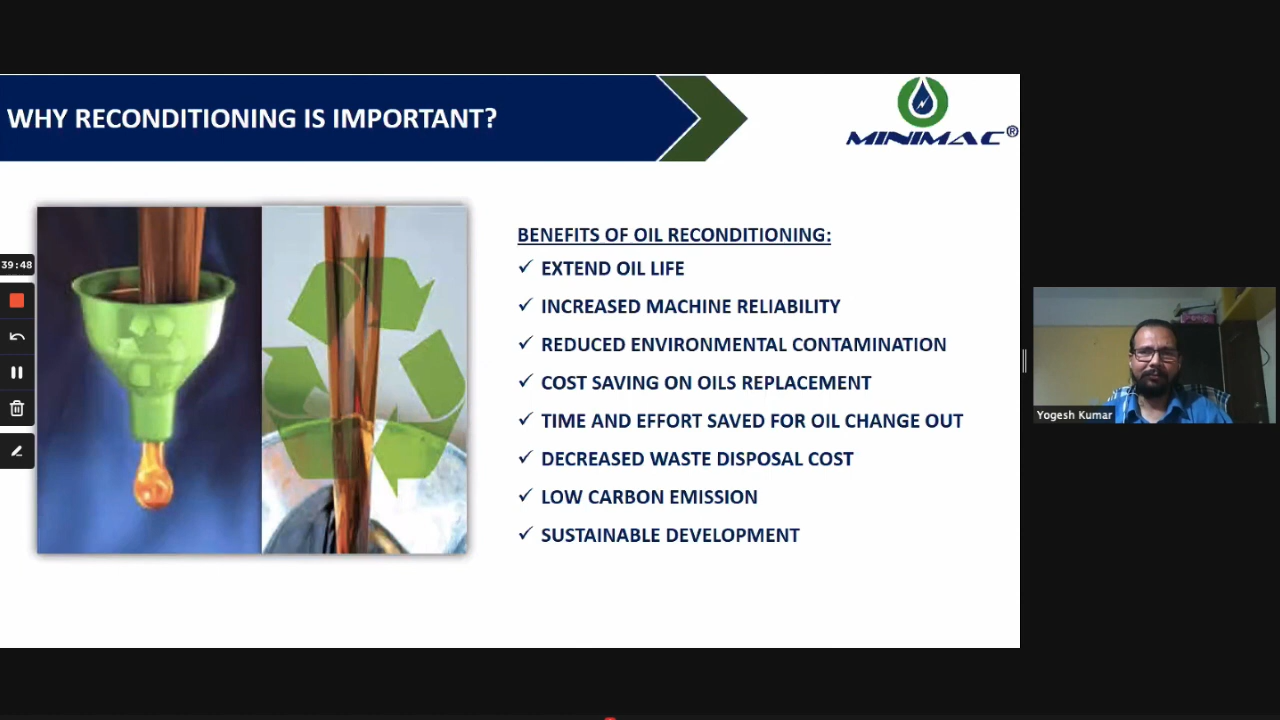 WHY RECONDITIONING IS IMPORTANT?
MINIMAC®
BENEFITS OF OIL RECONDITIONING:
✓ EXTEND OIL LIFE
✓ INCREASED MACHINE RELIABILITY
✓ REDUCED ENVIRONMENTAL CONTAMINATION
✓ COST SAVING ON OILS REPLACEMENT
✓ TIME AND EFFORT SAVED FOR OIL CHANGE OUT
✓ DECREASED WASTE DISPOSAL COST
✓ LOW CARBON EMISSION
✓ SUSTAINABLE DEVELOPMENT
39:48
Yogesh Kumar